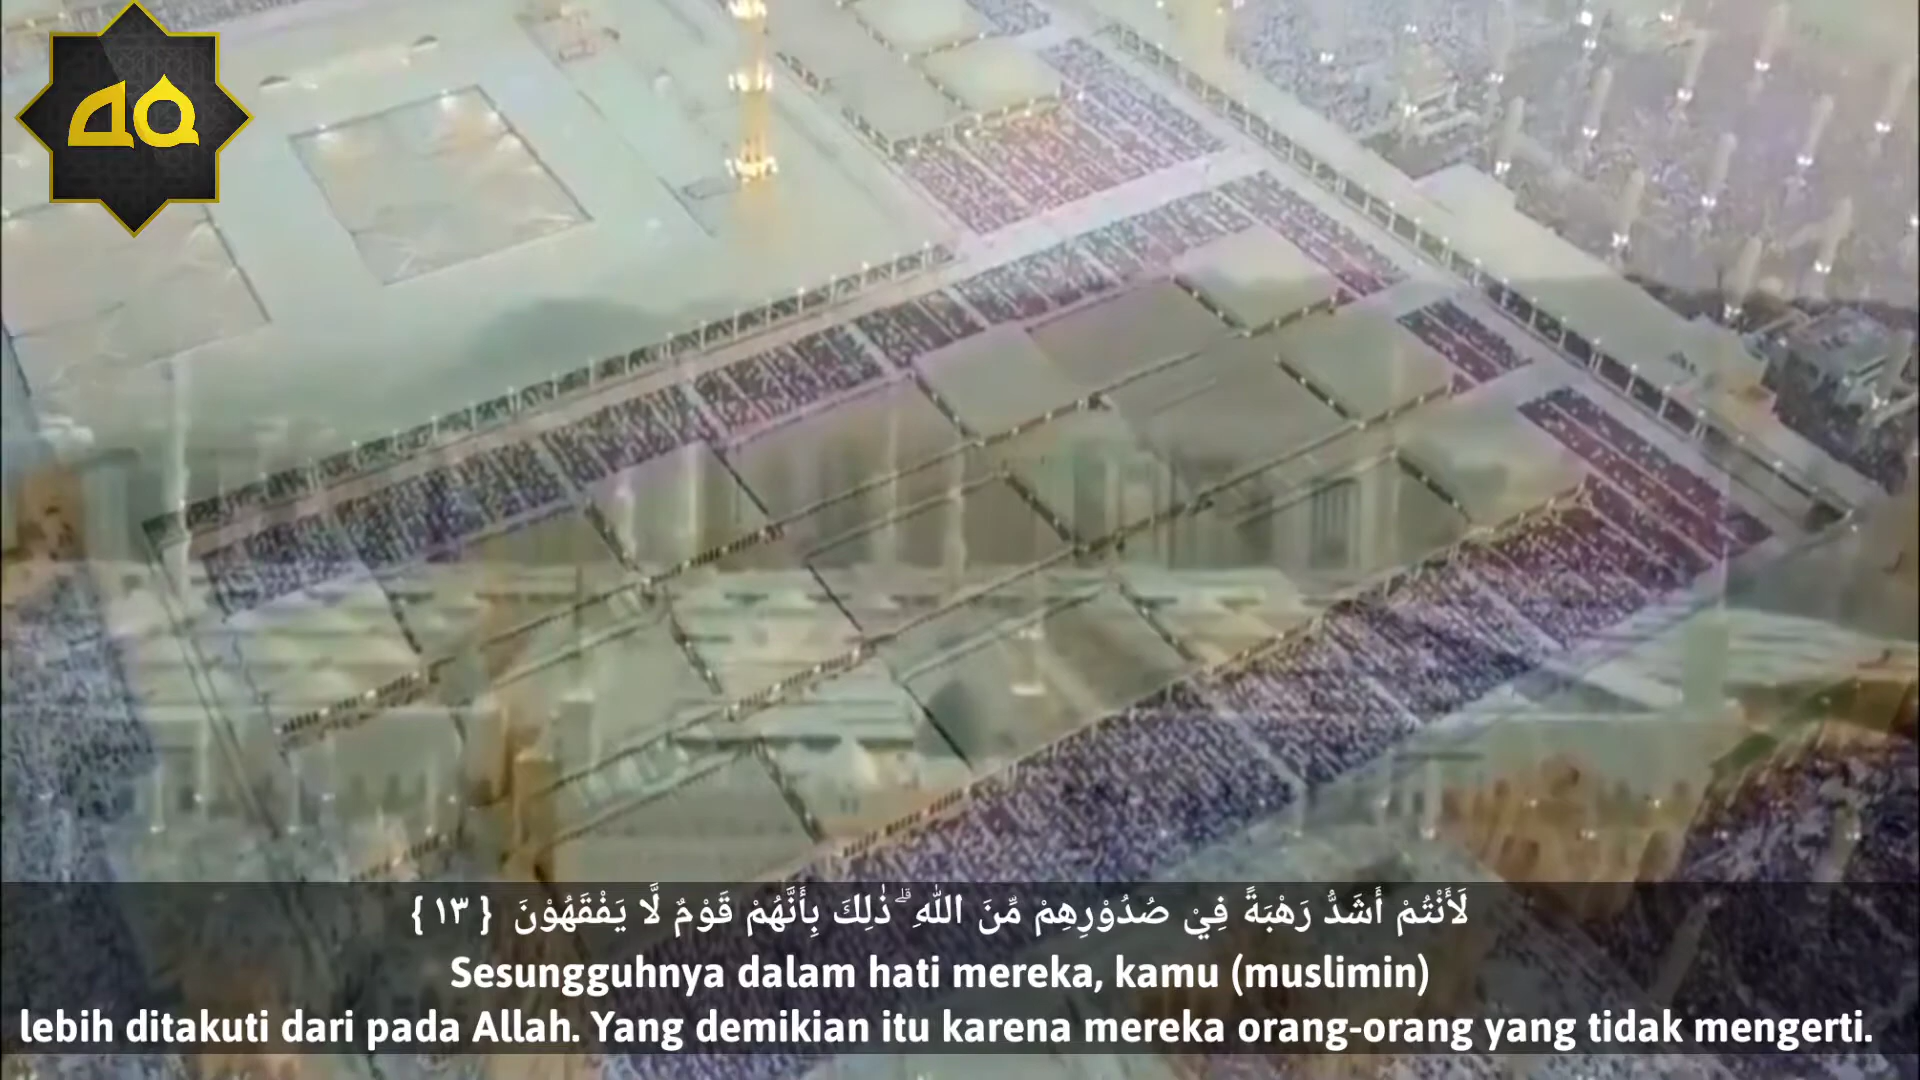 لَأَنْتُمْ أَشَدُّ رَهْبَةً فِيْ صُدُوْرِهِمْ مِّنَ اللّٰهِ ۗ ذٰلِكَ بِأَنَّهُمْ قَوْمٌ لَّا يَفْقَهُوْنَ { ١٣ }
Sesungguhnya dalam hati mereka, kamu (muslimin)
lebih ditakuti dari pada Allah. Yang demikian itu karena mereka orang-orang yang tidak mengerti.